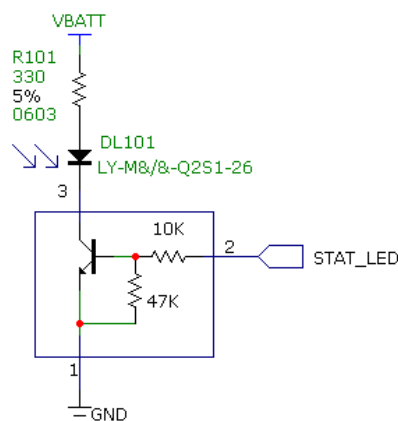 VBATT
R101
330
5%
0603
DL101
LY-M&/&-Q2S1-26
3
10K
2
STAT_LED
47K
1
GND